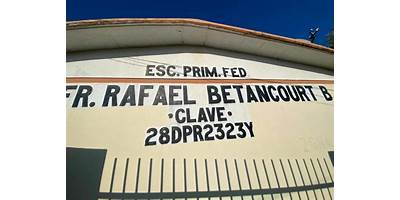 ESC. PRIM. FED.
FR. RAFAEL BETANCOURT B
·CLAVE·
28DPR2323Y